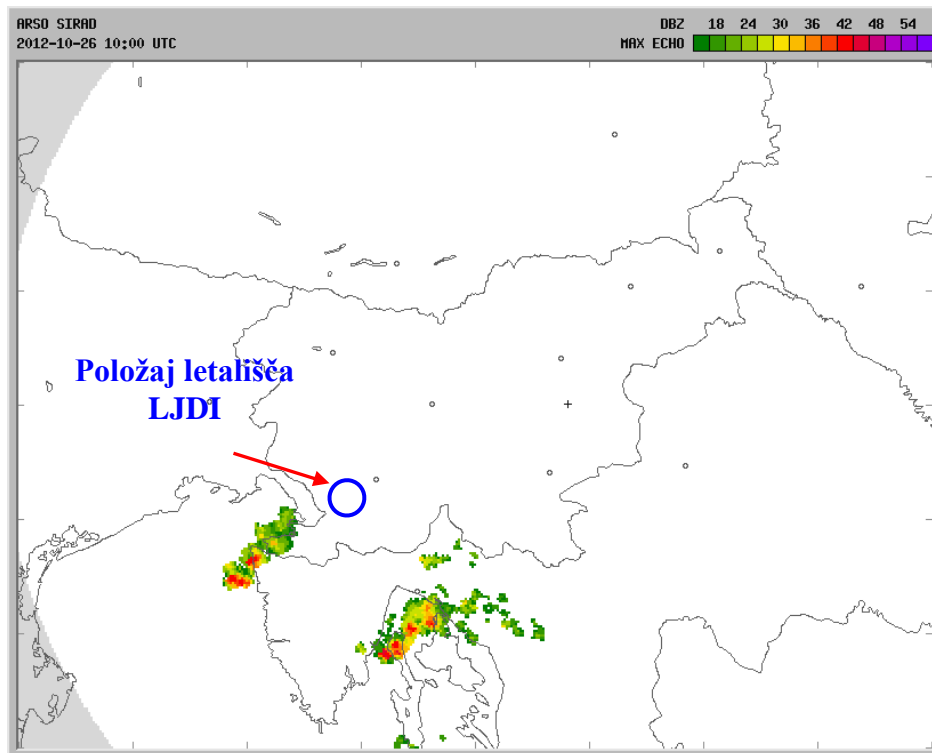 ARSO SIRAD
2012-10-26 10:00 UTC
DBZ 18 24 30 36 42 48 54
MAX ECHO
Položaj letališča
LJDI